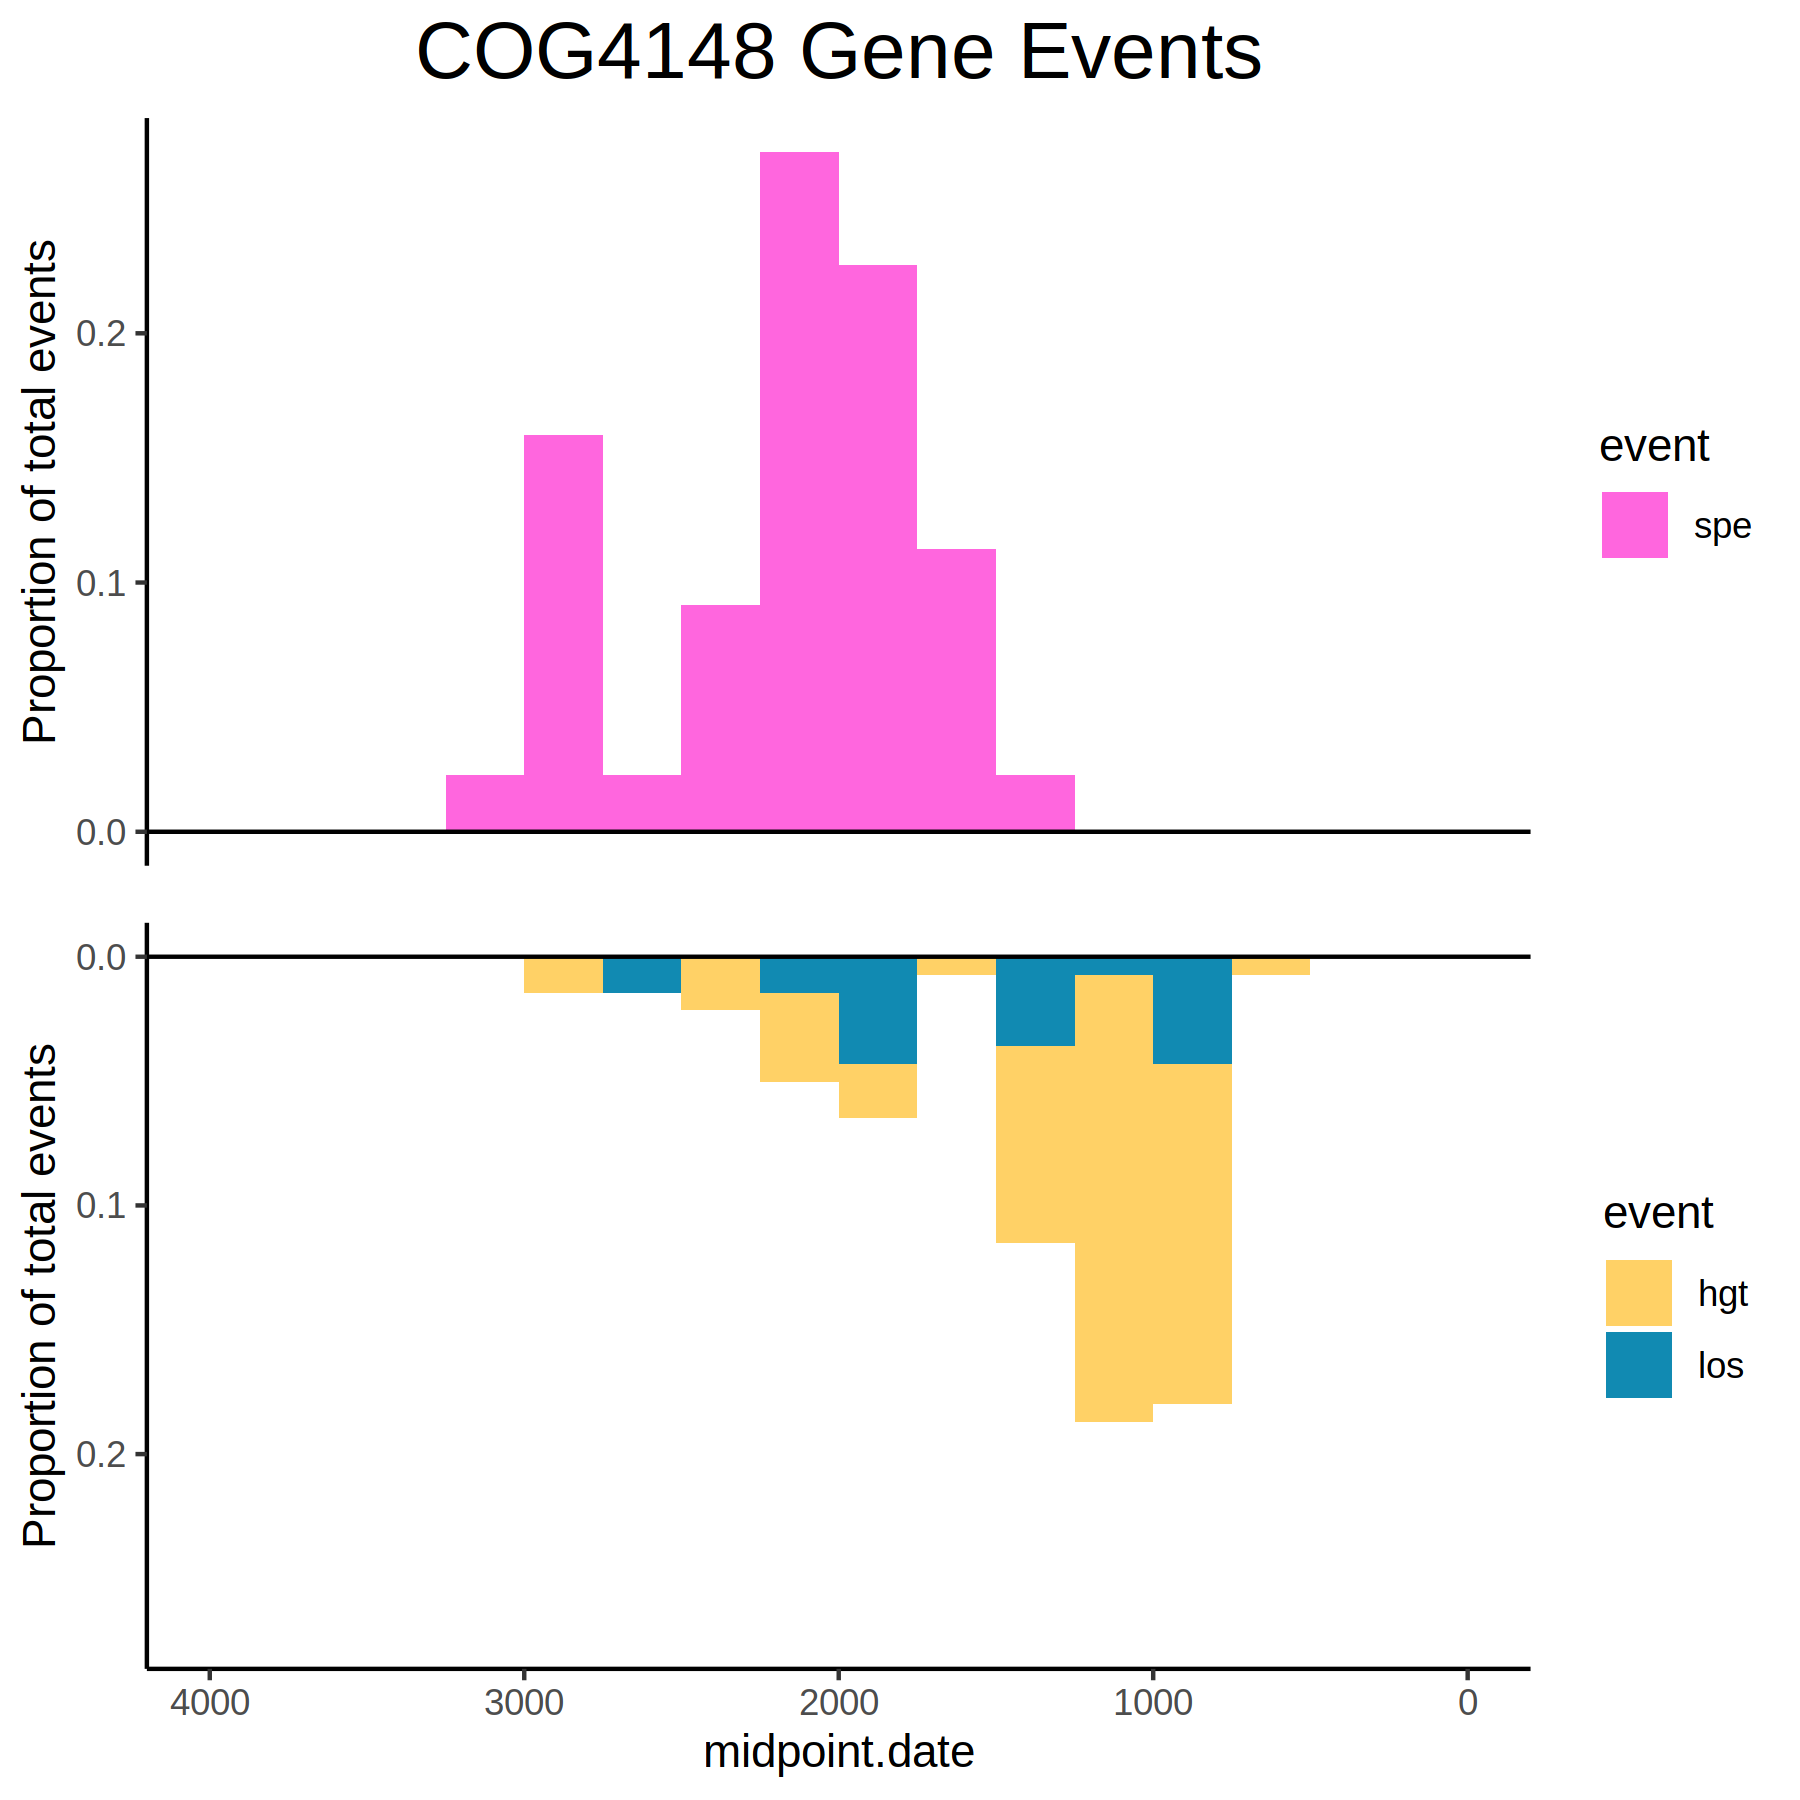 COG4148 Gene Events
Proportion of total events
0.2
0.1
0.0
event
spe
Proportion of total events
0.0
0.1
0.2
event
hgt
los
4000 3000 2000 1000 0
midpoint.date